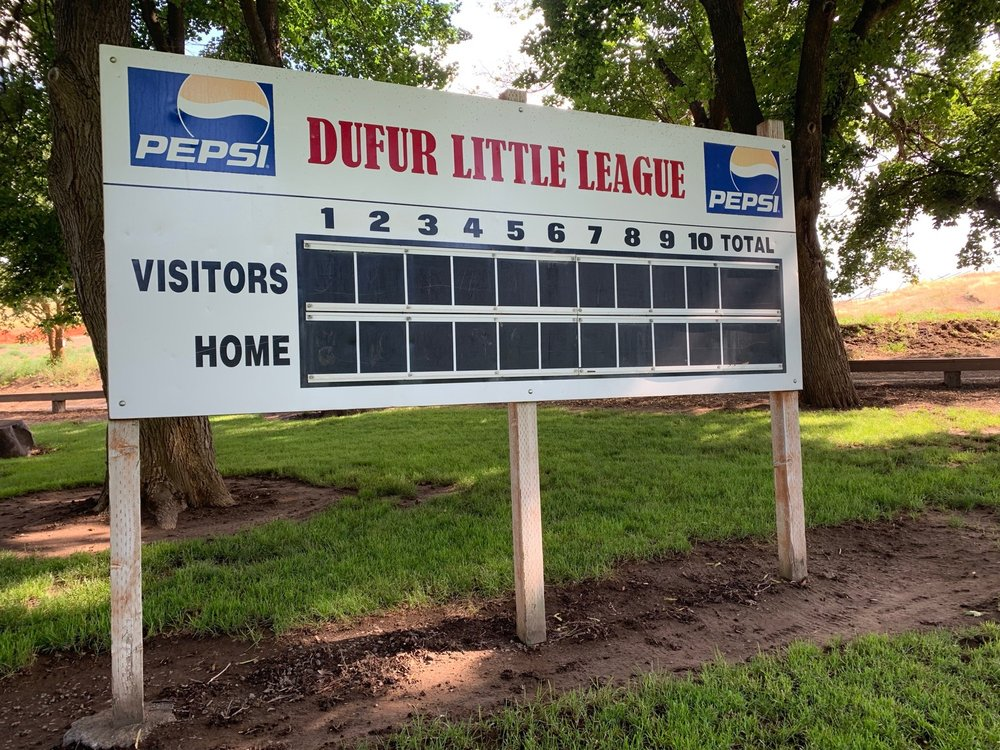 PEPSI DUFUR LITTLE LEAGUE PEPSI
1 2 3 4 5 6 7 8 9 10 TOTAL
VISITORS
HOME